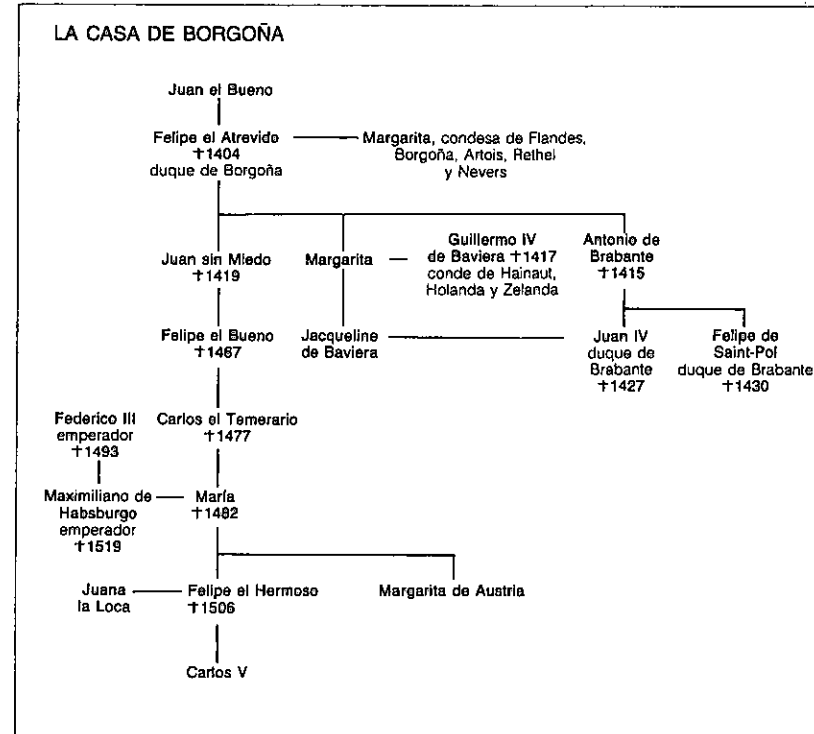 LA CASA DE BORGOÑA
Juan el Bueno
Felipe el Atrevido
†1404
duque de Borgoña
Margarita, condesa de Flandes,
Borgoña, Artois, Rethel
y Nevers
Juan sin Miedo
†1419
Margarita
Guillermo IV
de Baviera †1417
conde de Hainaut,
Holanda y Zelanda
Antonio de
Brabante
†1415
Felipe el Bueno
†1467
Jacqueline
de Baviera
Juan IV
duque de
Brabante
†1427
Felipe de
Saint-Pol
duque de Brabante
†1430
Federico III
emperador
†1493
Carlos el Temerario
†1477
Maximiliano de
Habsburgo
emperador
†1519
María
†1482
Juana
la Loca
Felipe el Hermoso
†1506
Margarita de Austria
Carlos V